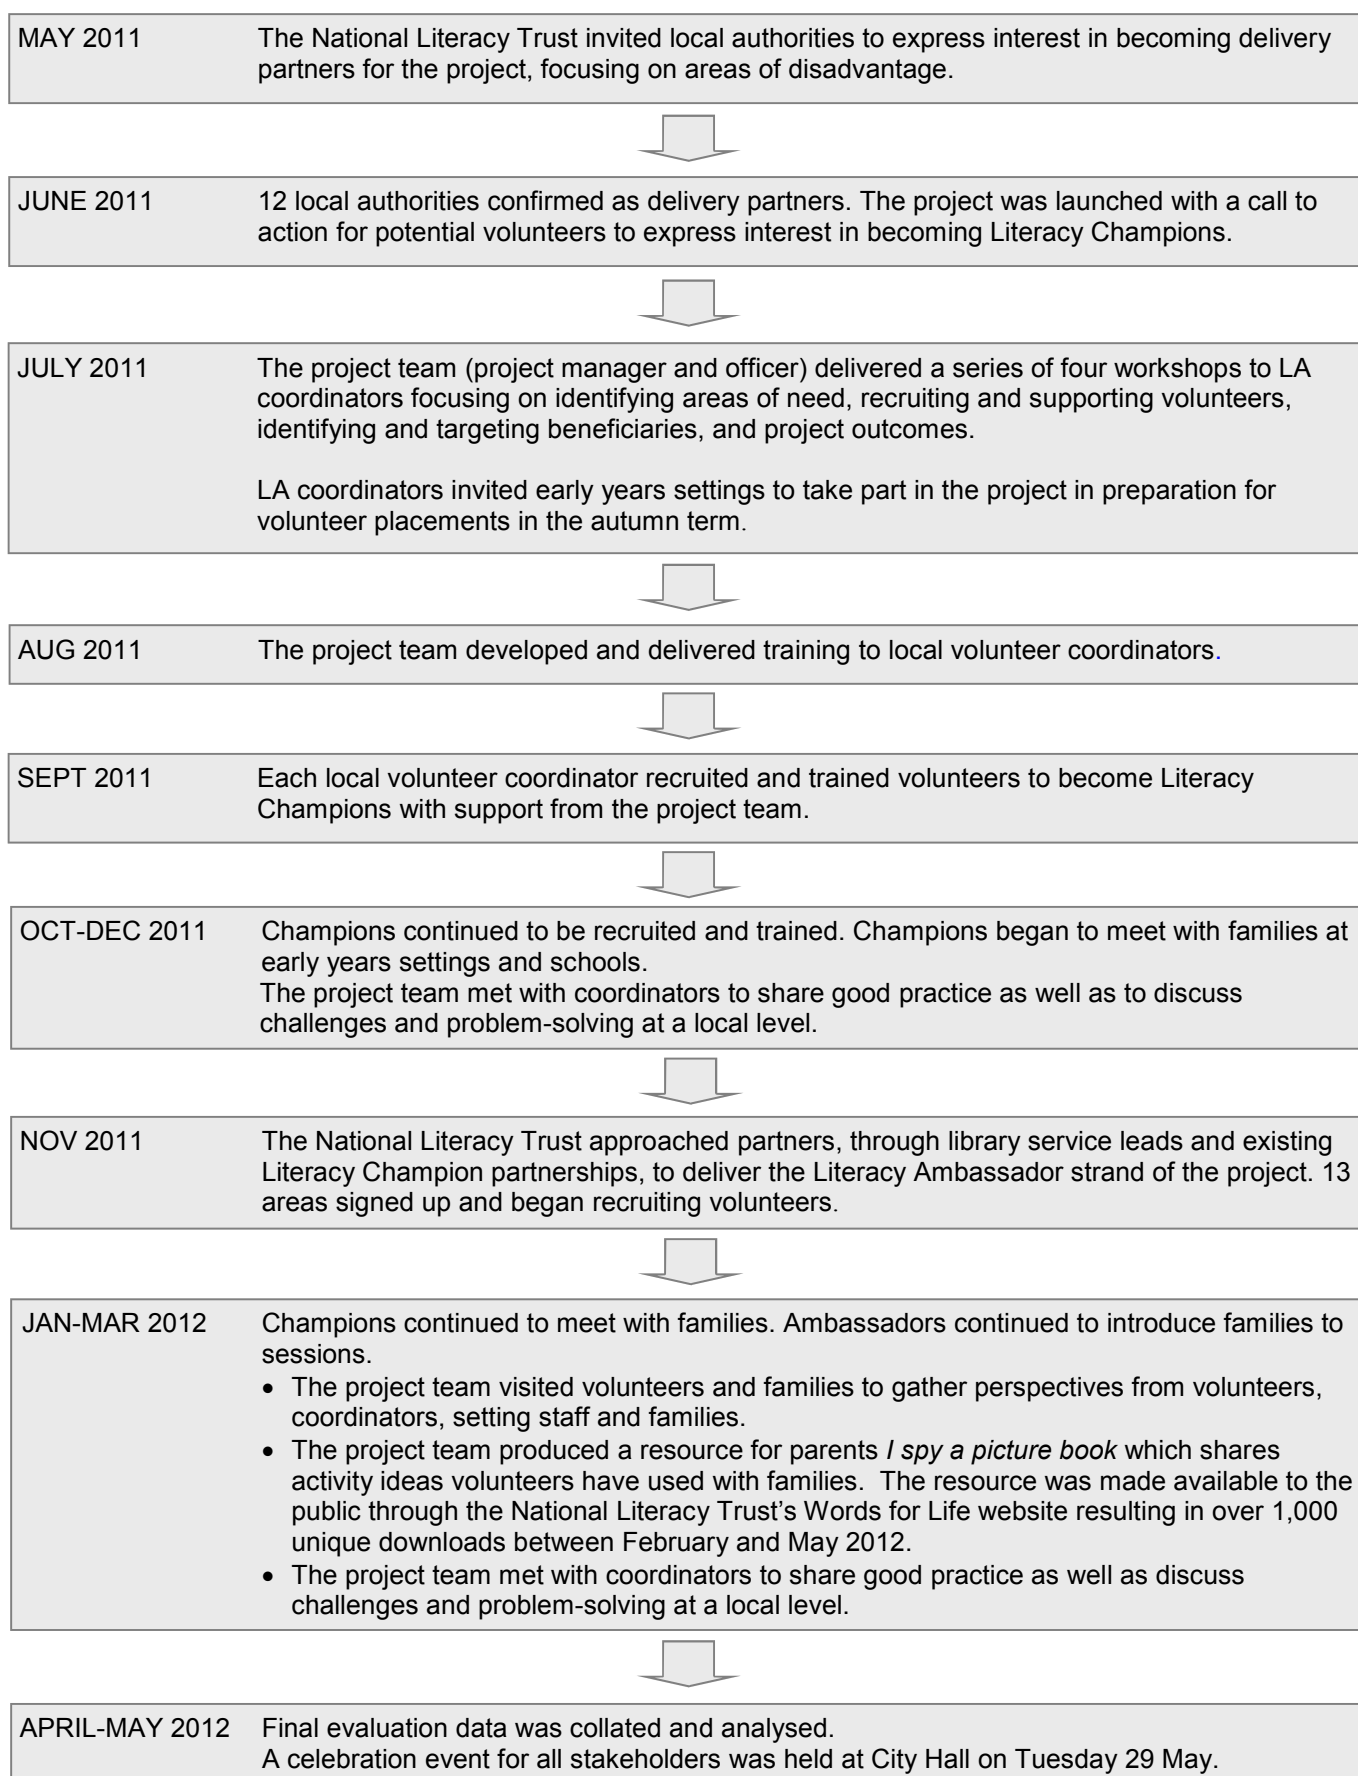 MAY 2011 The National Literacy Trust invited local authorities to express interest in becoming delivery
partners for the project, focusing on areas of disadvantage.
JUNE 2011 12 local authorities confirmed as delivery partners. The project was launched with a call to
action for potential volunteers to express interest in becoming Literacy Champions.
JULY 2011 The project team (project manager and officer) delivered a series of four workshops to LA
coordinators focusing on identifying areas of need, recruiting and supporting volunteers,
identifying and targeting beneficiaries, and project outcomes.
LA coordinators invited early years settings to take part in the project in preparation for
volunteer placements in the autumn term.
AUG 2011 The project team developed and delivered training to local volunteer coordinators.
SEPT 2011 Each local volunteer coordinator recruited and trained volunteers to become Literacy
Champions with support from the project team.
OCT-DEC 2011 Champions continued to be recruited and trained. Champions began to meet with families at
early years settings and schools.
The project team met with coordinators to share good practice as well as to discuss
challenges and problem-solving at a local level.
NOV 2011 The National Literacy Trust approached partners, through library service leads and existing
Literacy Champion partnerships, to deliver the Literacy Ambassador strand of the project. 13
areas signed up and began recruiting volunteers.
JAN-MAR 2012 Champions continued to meet with families. Ambassadors continued to introduce families to
sessions.
• The project team visited volunteers and families to gather perspectives from volunteers,
coordinators, setting staff and families.
• The project team produced a resource for parents I spy a picture book which shares
activity ideas volunteers have used with families. The resource was made available to the
public through the National Literacy Trust's Words for Life website resulting in over 1,000
unique downloads between February and May 2012.
• The project team met with coordinators to share good practice as well as discuss
challenges and problem-solving at a local level.
APRIL-MAY 2012 Final evaluation data was collated and analysed.
A celebration event for all stakeholders was held at City Hall on Tuesday 29 May.